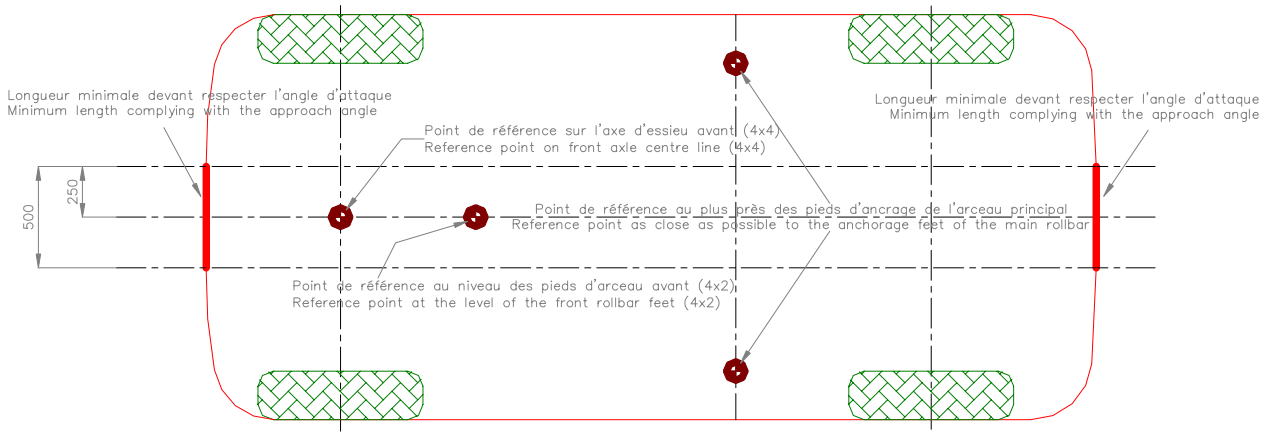 Longueur minimale devant respecter l'angle d'attaque
Minimum length complying with the approach angle
Longueur minimale devant respecter l'angle d'attaque
Minimum length complying with the approach angle
Point de référence sur l'axe d'essieu avant (4x4)
Reference point on front axle centre line (4x4)
250
500
Point de référence au plus près des pieds d'ancrage de l'arceau principal
Reference point as close as possible to the anchorage feet of the main rollbar
Point de référence au niveau des pieds d'arceau avant (4x2)
Reference point at the level of the front rollbar feet (4x2)